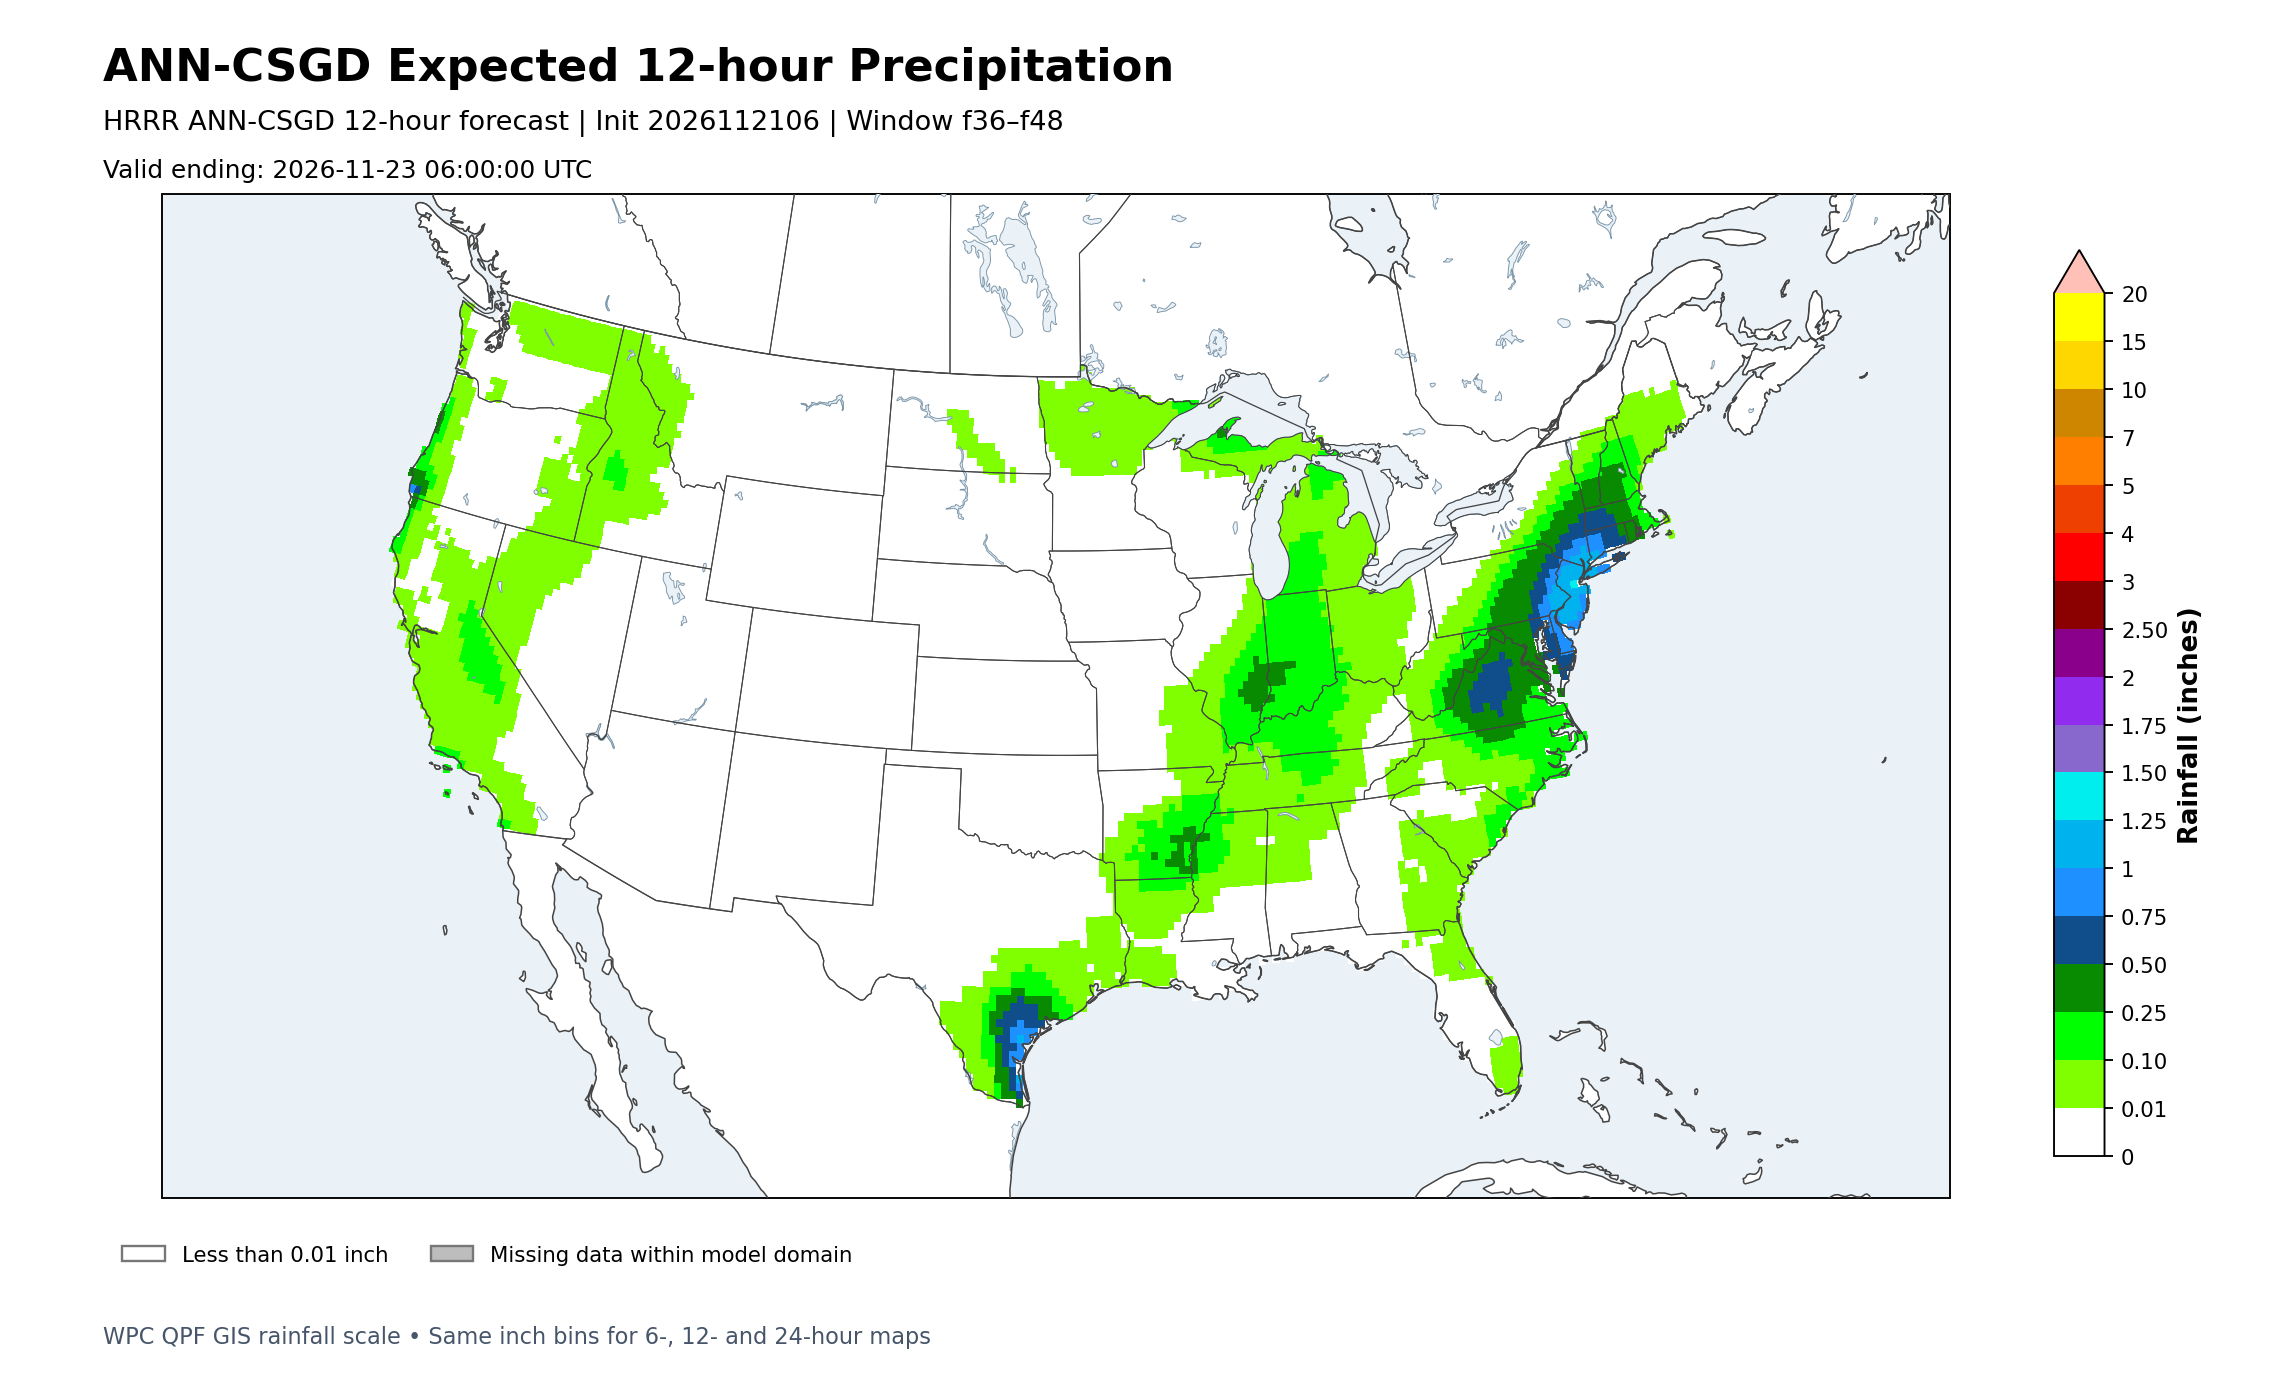 ANN-CSGD Expected 12-hour Precipitation
HRRR ANN-CSGD 12-hour forecast | Init 2026112106 | Window f36–f48
Valid ending: 2026-11-23 06:00:00 UTC
20
15
10
7
5
4
3
2.50
2
1.75
1.50
1.25
1
0.75
0.50
0.25
0.10
0.01
0
Rainfall (inches)
Less than 0.01 inch
Missing data within model domain
WPC QPF GIS rainfall scale • Same inch bins for 6-, 12- and 24-hour maps